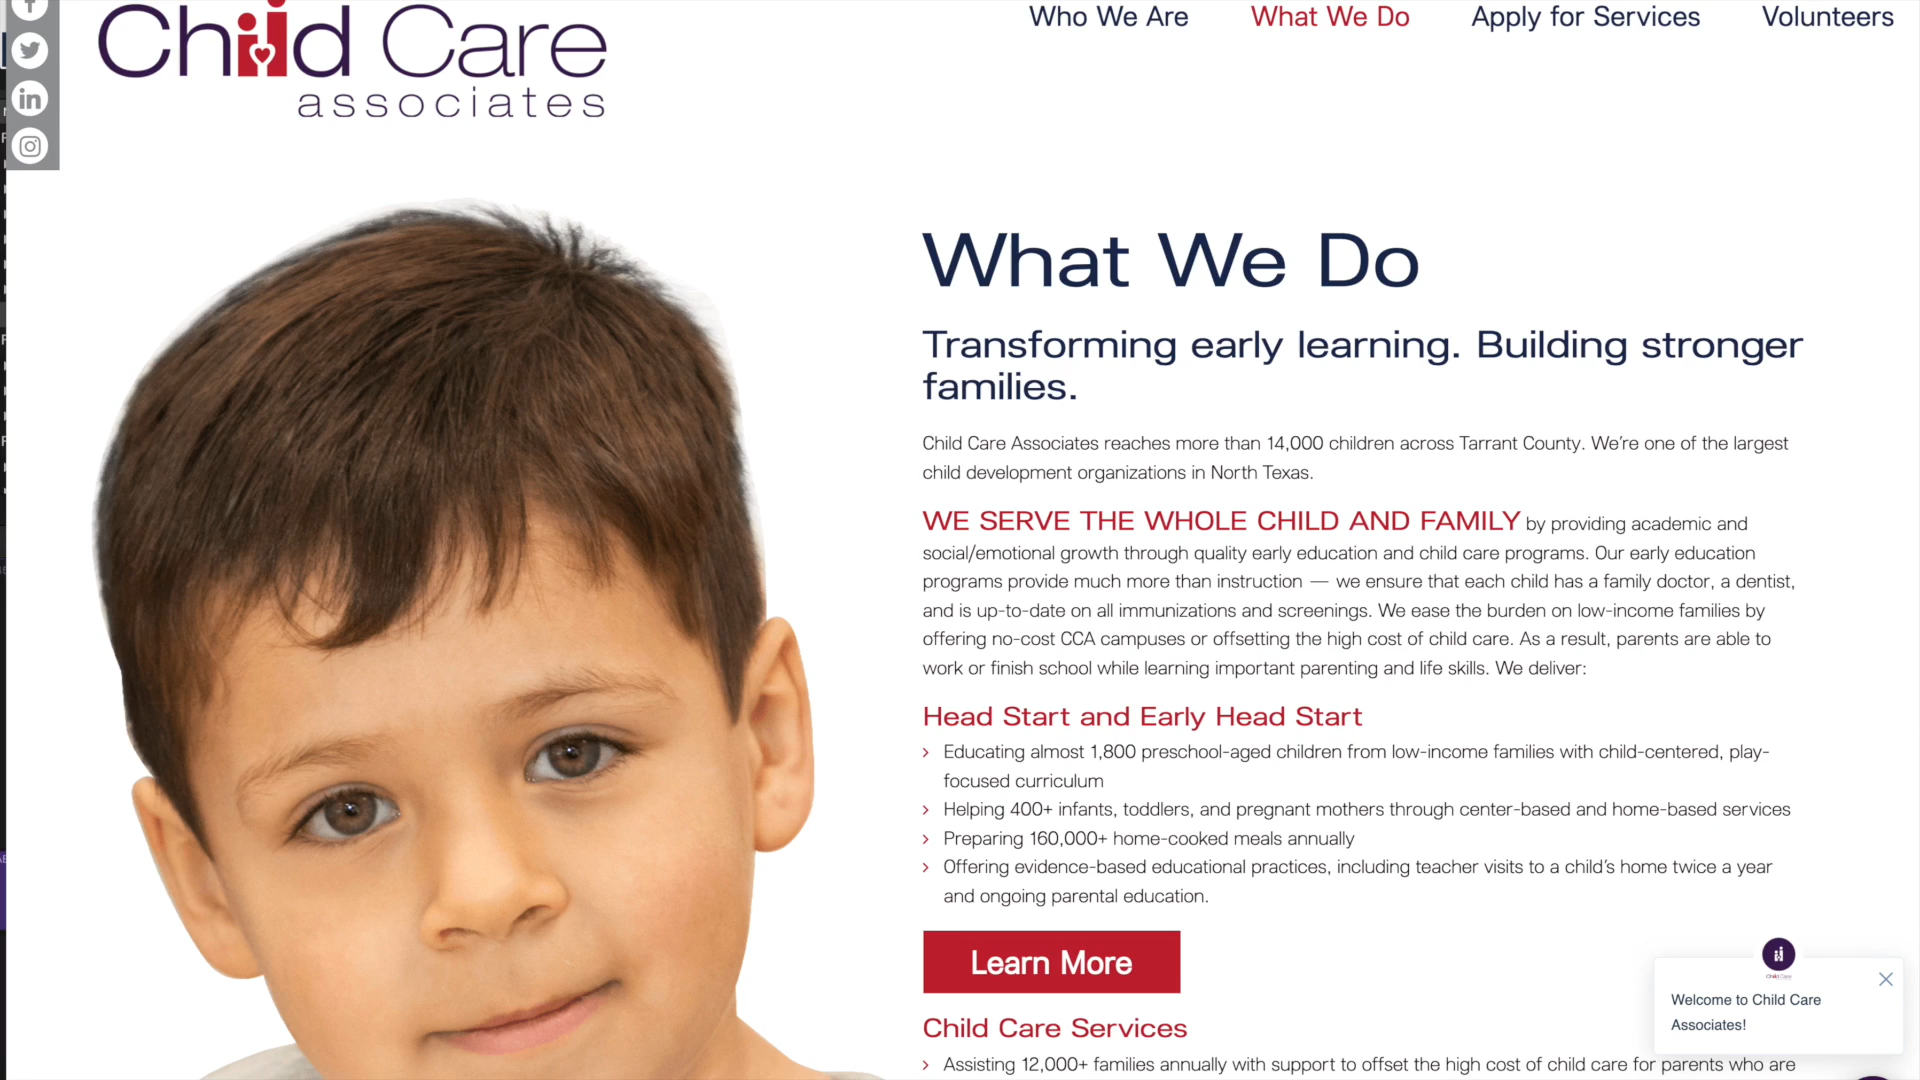 Child Care
associates
Who We Are
What We Do
Apply for Services
Volunteers
What We Do
Transforming early learning. Building stronger
families.
Child Care Associates reaches more than 14,000 children across Tarrant County. We’re one of the largest
child development organizations in North Texas.
WE SERVE THE WHOLE CHILD AND FAMILY by providing academic and
social/emotional growth through quality early education and child care programs. Our early education
programs provide much more than instruction — we ensure that each child has a family doctor, a dentist,
and is up-to-date on all immunizations and screenings. We ease the burden on low-income families by
offering no-cost CCA campuses or offsetting the high cost of child care. As a result, parents are able to
work or finish school while learning important parenting and life skills. We deliver:
Head Start and Early Head Start
Educating almost 1,800 preschool-aged children from low-income families with child-centered, play-
focused curriculum
Helping 400+ infants, toddlers, and pregnant mothers through center-based and home-based services
Preparing 160,000+ home-cooked meals annually
Offering evidence-based educational practices, including teacher visits to a child’s home twice a year
and ongoing parental education.
Learn More
Child Care Services
Assisting 12,000+ families annually with support to offset the high cost of child care for parents who are
Welcome to Child Care
Associates!